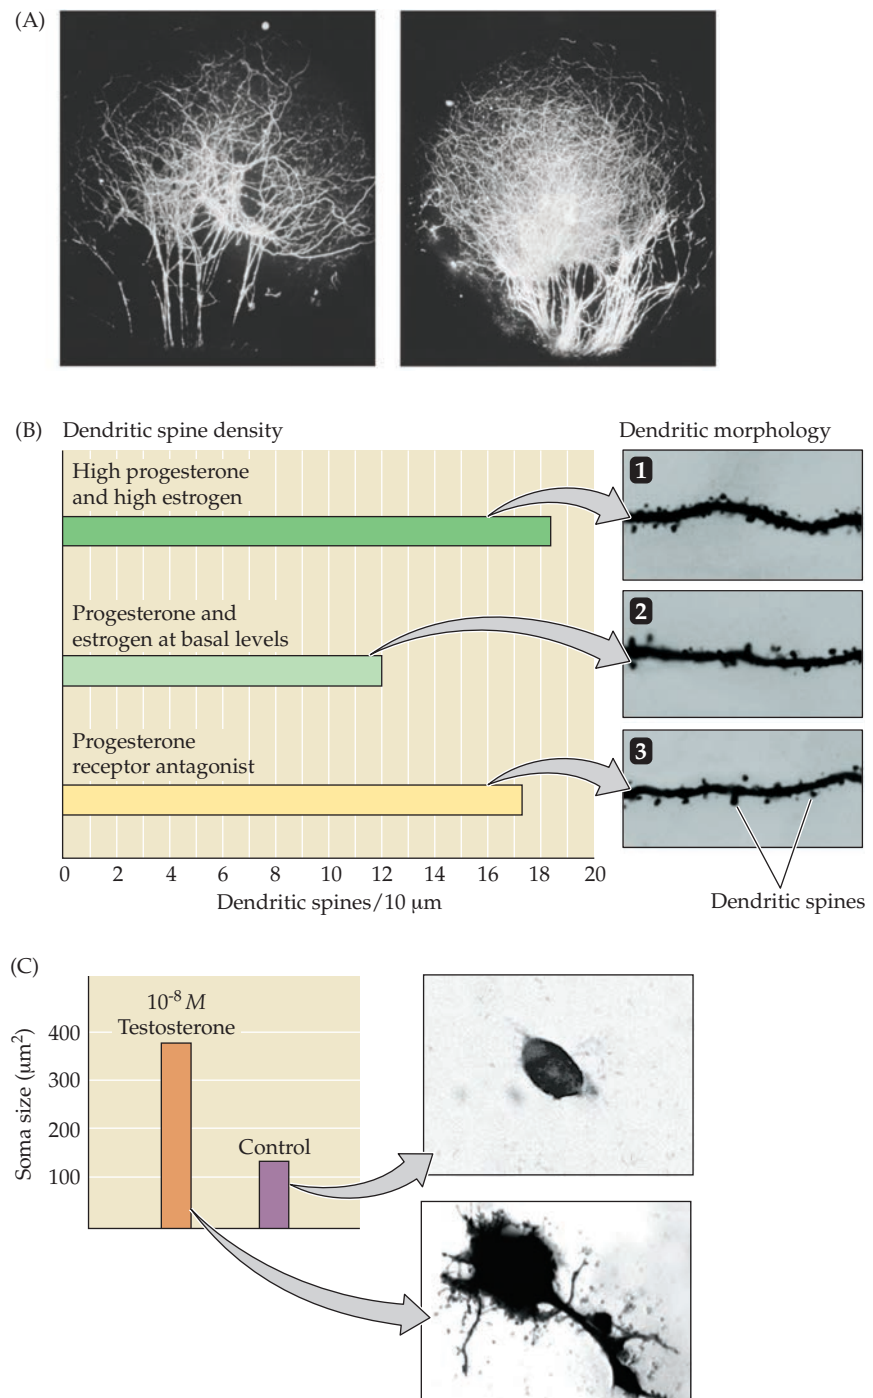 (A)
(B) Dendritic spine density
Dendritic morphology
High progesterone
and high estrogen
1
Progesterone and
estrogen at basal levels
2
Progesterone
receptor antagonist
3
0 2 4 6 8 10 12 14 16 18 20
Dendritic spines/10 μm
Dendritic spines
(C)
Soma size (μm²)
400
300
200
100
10⁻⁸ M
Testosterone
Control